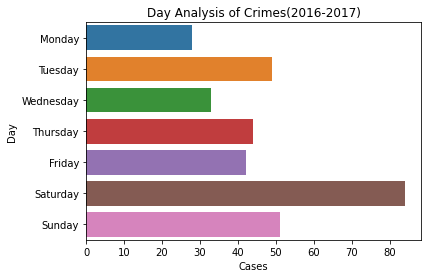 Day Analysis of Crimes(2016-2017)
Monday
Tuesday
Wednesday
Thursday
Friday
Saturday
Sunday
Day
0 10 20 30 40 50 60 70 80
Cases